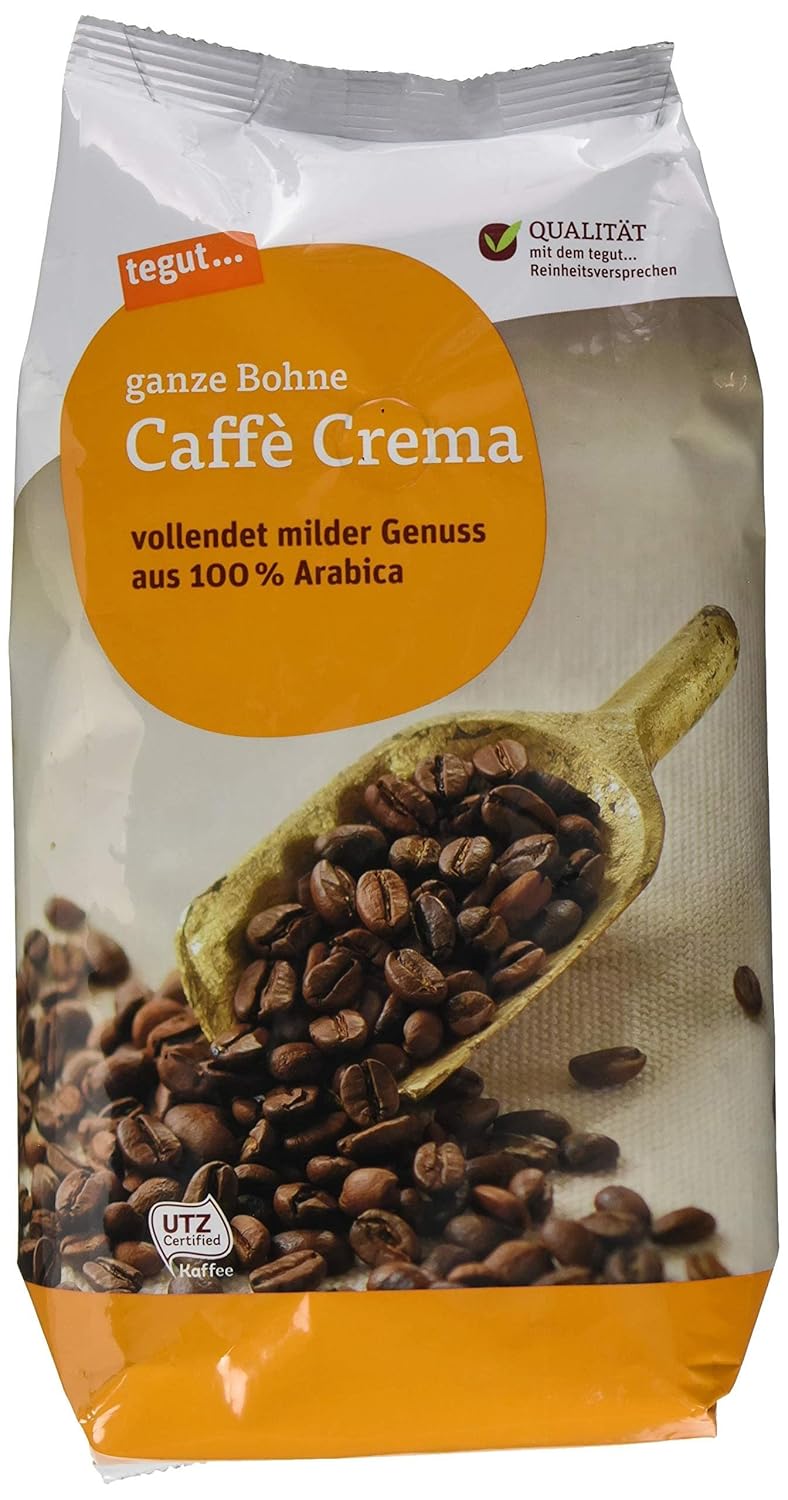 tegut...
QUALITÄT
mit dem tegut...
Reinheitsversprechen
ganze Bohne
Caffè Crema
vollendet milder Genuss
aus 100 % Arabica
UTZ
Certified
Kaffee